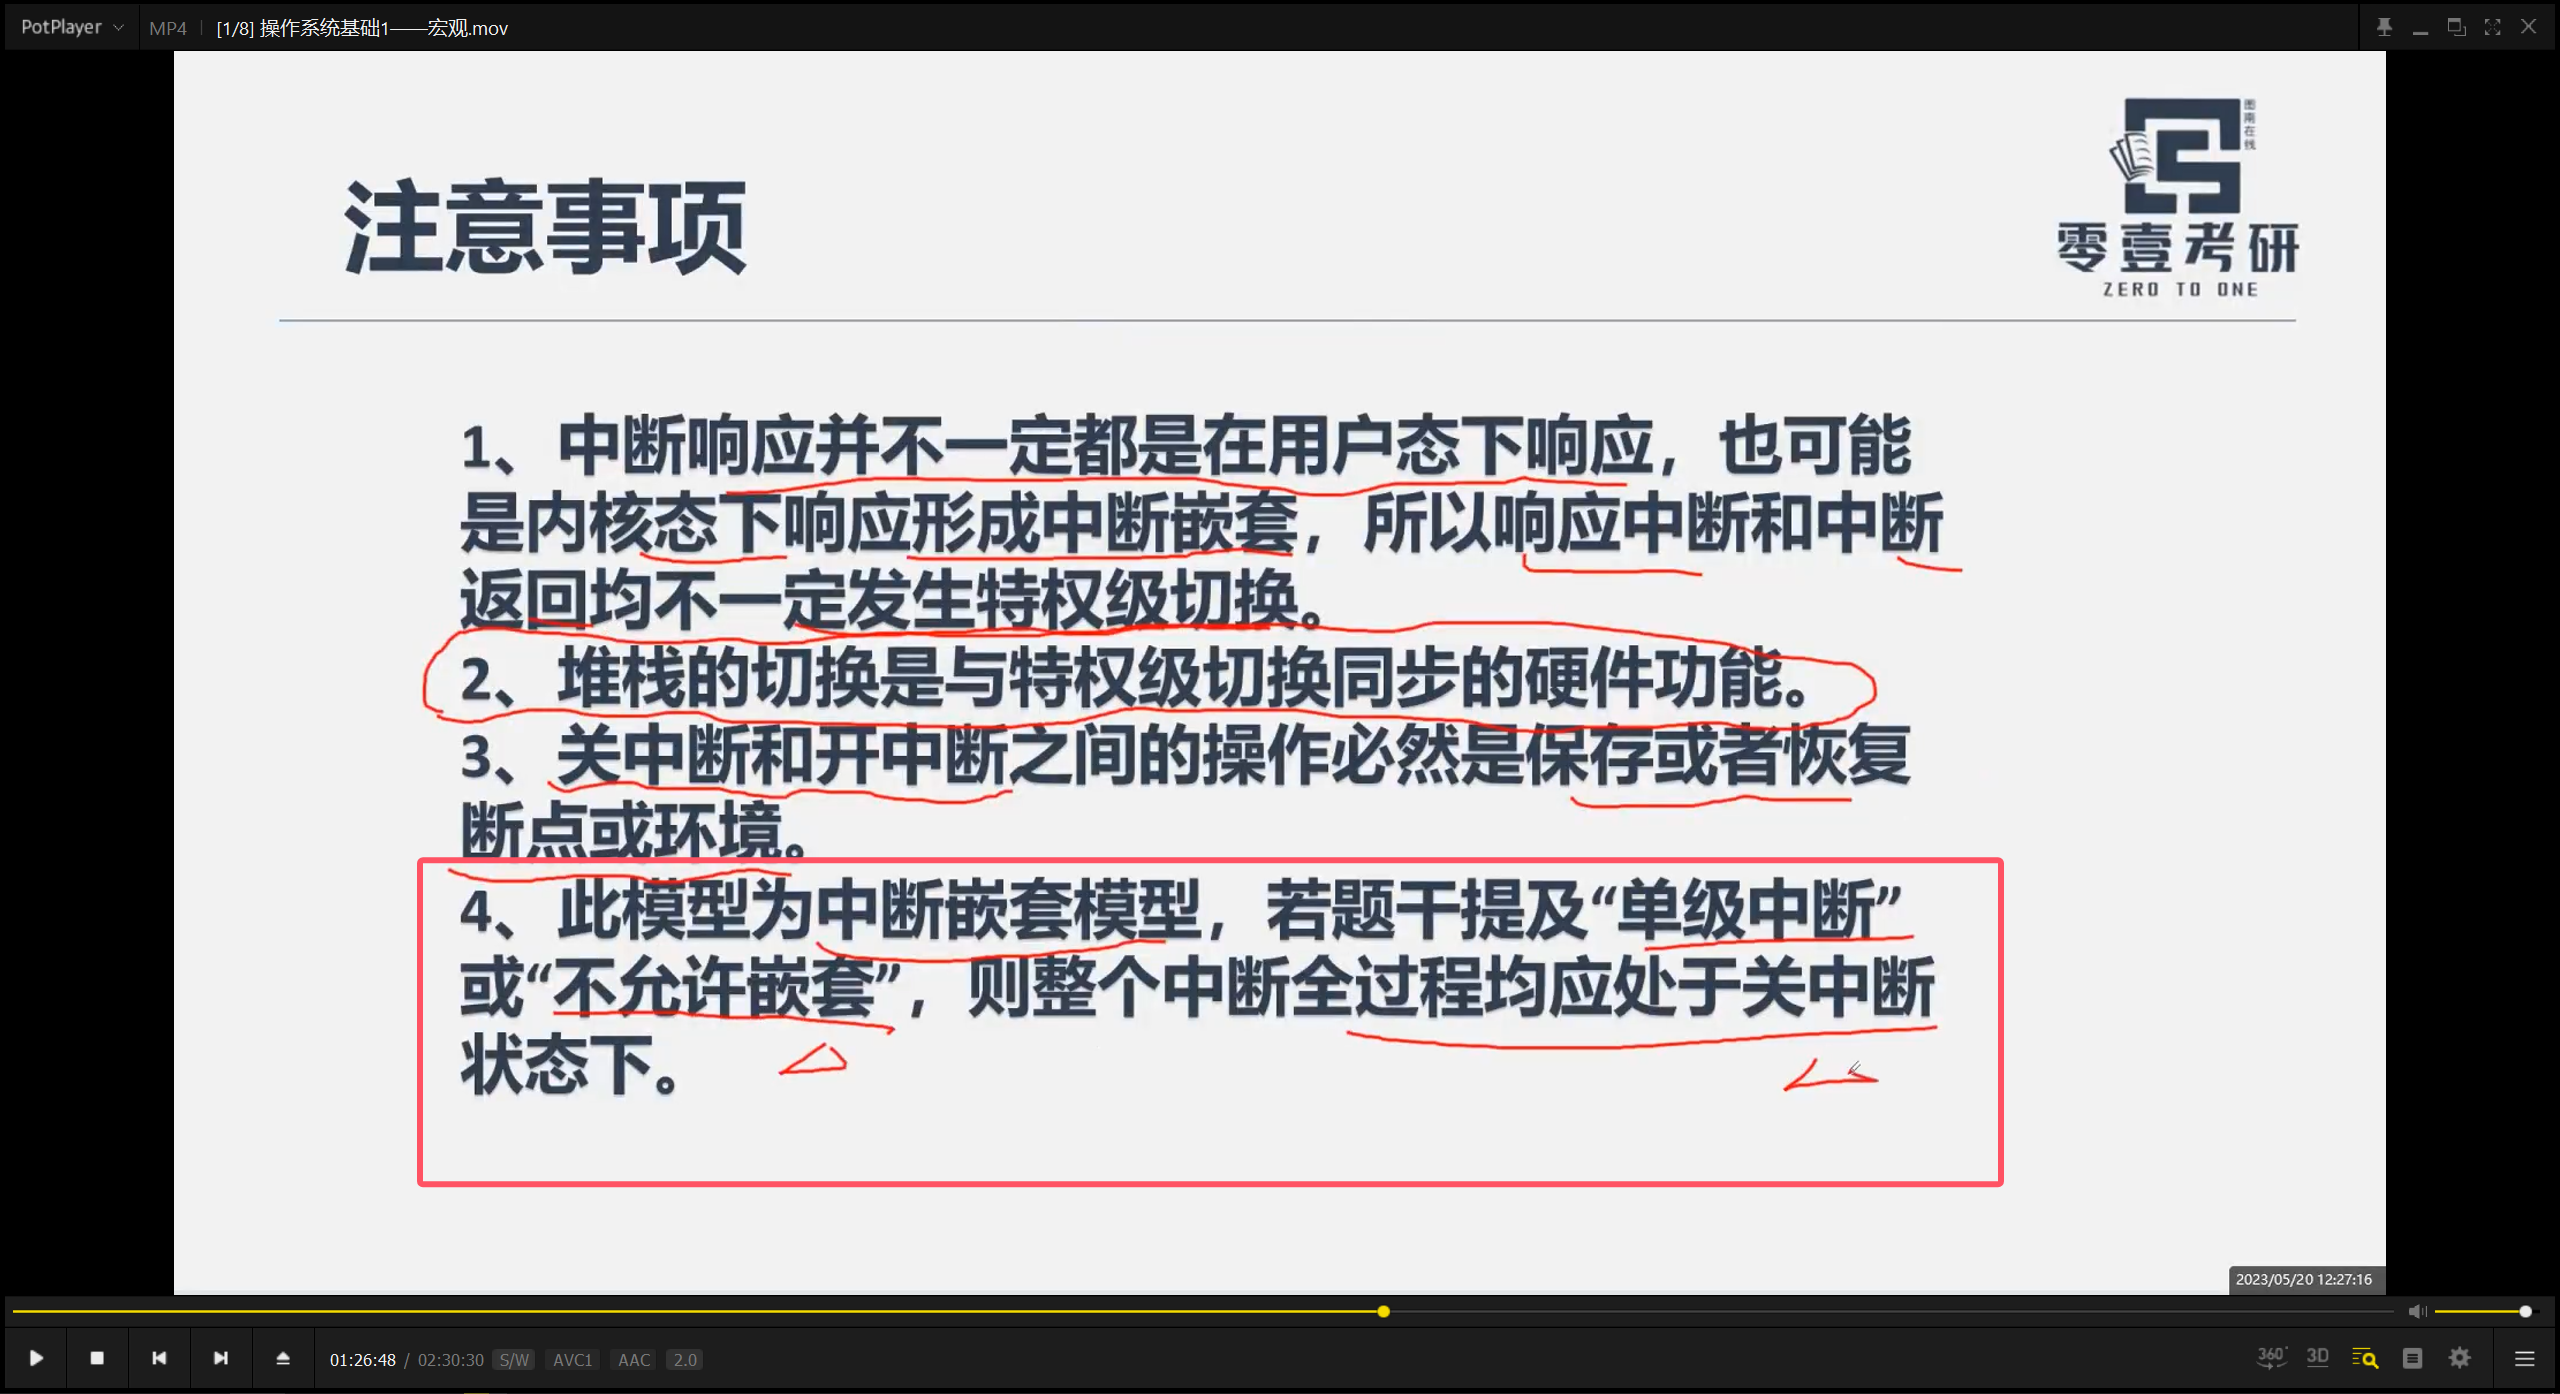 PotPlayer MP4 [1/8] 操作系统基础1——宏观.mov
图南在线
零壹考研
ZERO TO ONE
注意事项
1、中断响应并不一定都是在用户态下响应，也可能
是内核态下响应形成中断嵌套，所以响应中断和中断
返回均不一定发生特权级切换。
2、堆栈的切换是与特权级切换同步的硬件功能。
3、关中断和开中断之间的操作必然是保存或者恢复
断点或环境。
4、此模型为中断嵌套模型，若题干提及“单级中断”
或“不允许嵌套”，则整个中断全过程均应处于关中断
状态下。
2023/05/20 12:27:16
01:26:48 / 02:30:30 S/W AVC1 AAC 2.0 360° 3D